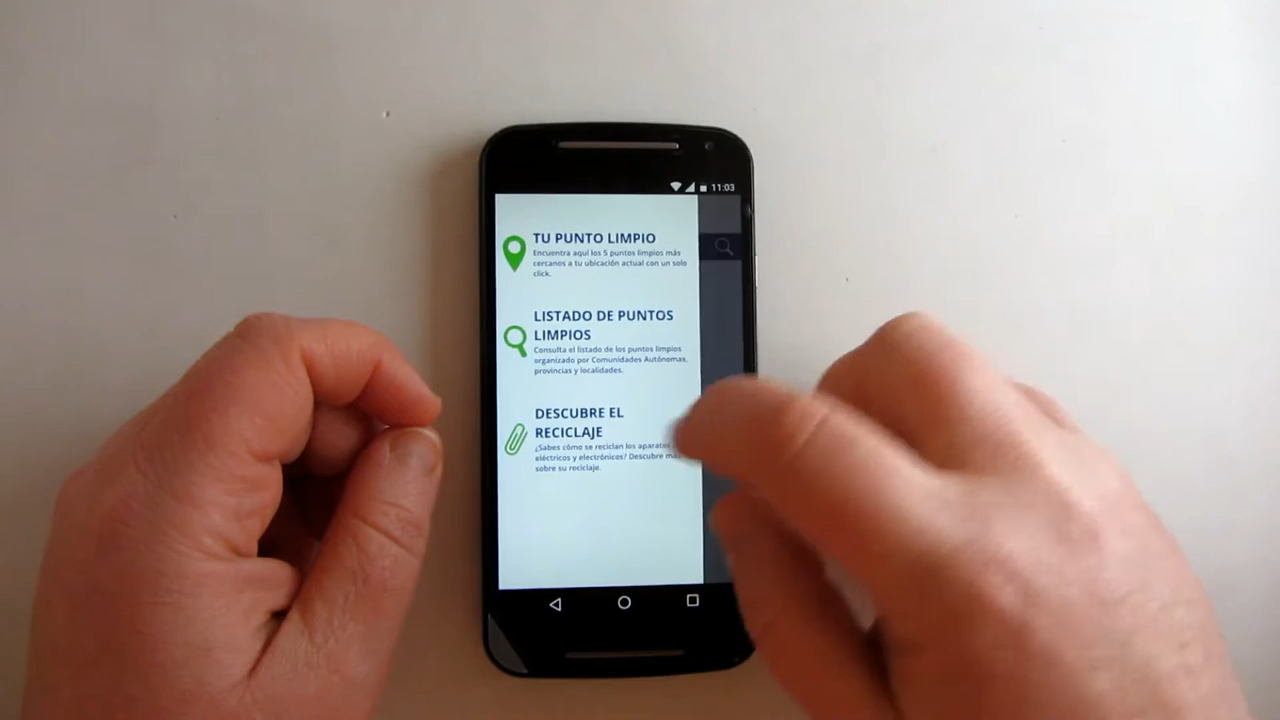 11:03
TU PUNTO LIMPIO
Encuentra aquí los 5 puntos limpios más
cercanos a tu ubicación actual con un solo
click.
LISTADO DE PUNTOS
LIMPIOS
Consulta el listado de los puntos limpios
organizado por Comunidades Autónomas,
provincias y localidades.
DESCUBRE EL
RECICLAJE
¿Sabes cómo se reciclan los aparatos
eléctricos y electrónicos? Descubre más
sobre su reciclaje.